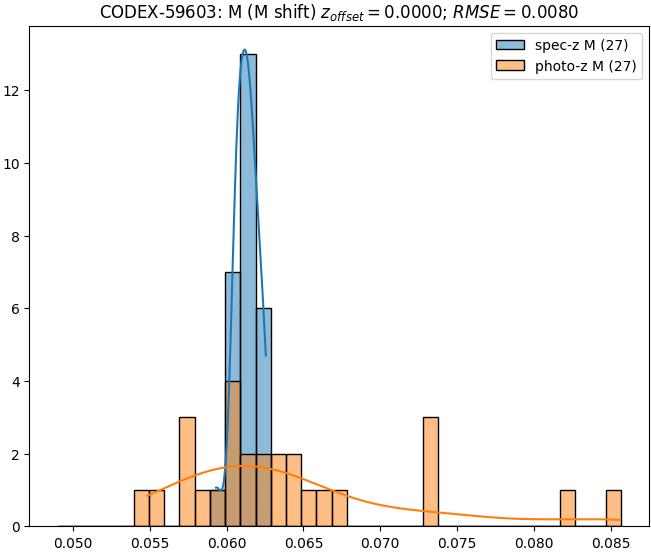 CODEX-59603: M (M shift) z_offset = 0.0000; RMSE = 0.0080
spec-z M (27)
photo-z M (27)
12
10
8
6
4
2
0
0.050 0.055 0.060 0.065 0.070 0.075 0.080 0.085